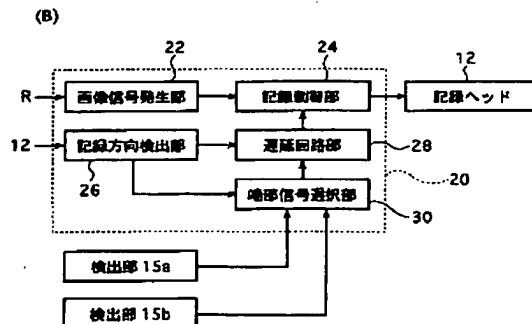 (B)
22
24
12
R
画像信号発生部
記録制御部
記録ヘッド
12
記録方向検出部
遅延回路部
28
26
端部信号選択部
20
30
検出部 15a
検出部 15b